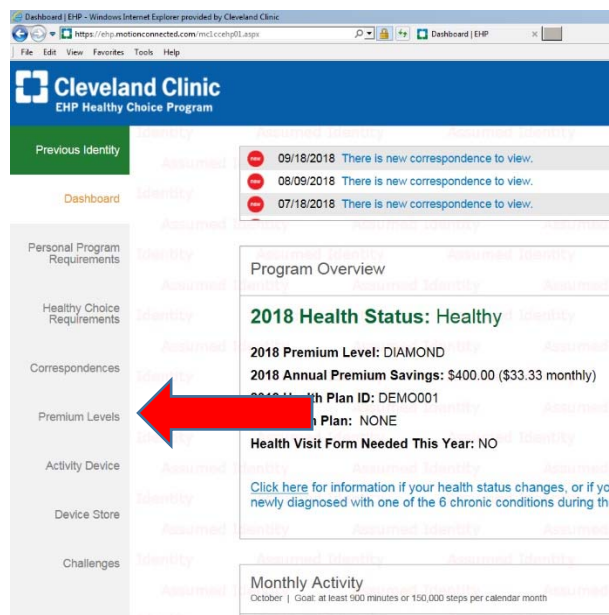 Dashboard | EHP - Windows Internet Explorer provided by Cleveland Clinic
https://ehp.motionconnected.com/mc1ccehp01.aspx
Dashboard | EHP
File Edit View Favorites Tools Help
Cleveland Clinic
EHP Healthy Choice Program
Previous Identity
Dashboard
Personal Program
Requirements
Healthy Choice
Requirements
Correspondences
Premium Levels
Activity Device
Device Store
Challenges
new 09/18/2018 There is new correspondence to view.
new 08/09/2018 There is new correspondence to view.
new 07/18/2018 There is new correspondence to view.
Program Overview
2018 Health Status: Healthy
2018 Premium Level: DIAMOND
2018 Annual Premium Savings: $400.00 ($33.33 monthly)
Health Plan ID: DEMO001
Plan: NONE
Health Visit Form Needed This Year: NO
Click here for information if your health status changes, or if
newly diagnosed with one of the 6 chronic conditions during
Monthly Activity
October | Goal: at least 900 minutes or 150,000 steps per calendar month
Assumed Identity